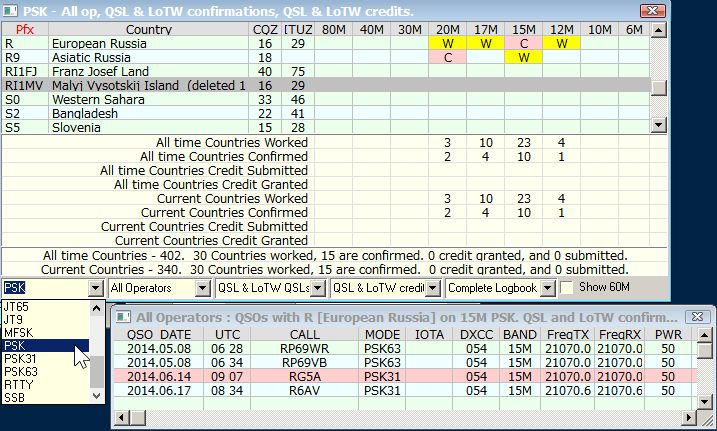 PSK - All op, QSL & LoTW confirmations, QSL & LoTW credits.
Pfx Country CQZ ITUZ 80M 40M 30M 20M 17M 15M 12M 10M 6M
R European Russia 16 29 W W C W
R9 Asiatic Russia 18 C W
RI1FJ Franz Josef Land 40 75
RI1MV Malyj Vysotskij Island (deleted 1 16 29
S0 Western Sahara 33 46
S2 Bangladesh 22 41
S5 Slovenia 15 28
All time Countries Worked 3 10 23 4
All time Countries Confirmed 2 4 10 1
All time Countries Credit Submitted
All time Countries Credit Granted
Current Countries Worked 3 10 23 4
Current Countries Confirmed 2 4 10 1
Current Countries Credit Submitted
Current Countries Credit Granted
All time Countries - 402. 30 Countries worked, 15 are confirmed. 0 credit granted, and 0 submitted.
Current Countries - 340. 30 Countries worked, 15 are confirmed. 0 credit granted, and 0 submitted.
PSK All Operators QSL & LoTW QSLs QSL & LoTW credit Complete Logbook Show 60M
JT65
JT9
MFSK
PSK
PSK31
PSK63
RTTY
SSB
All Operators : QSOs with R [European Russia] on 15M PSK. QSL and LoTW confirm...
QSO DATE UTC CALL MODE IOTA DXCC BAND FreqTX FreqRX PWR
2014.05.08 06 28 RP69WR PSK63 054 15M 21070.0 21070.0 50
2014.05.08 06 34 RP69VB PSK63 054 15M 21070.0 21070.0 50
2014.06.14 09 07 RG5A PSK31 054 15M 21070.0 21070.0 50
2014.06.17 08 34 R6AV PSK31 054 15M 21070.6 21070.6 50